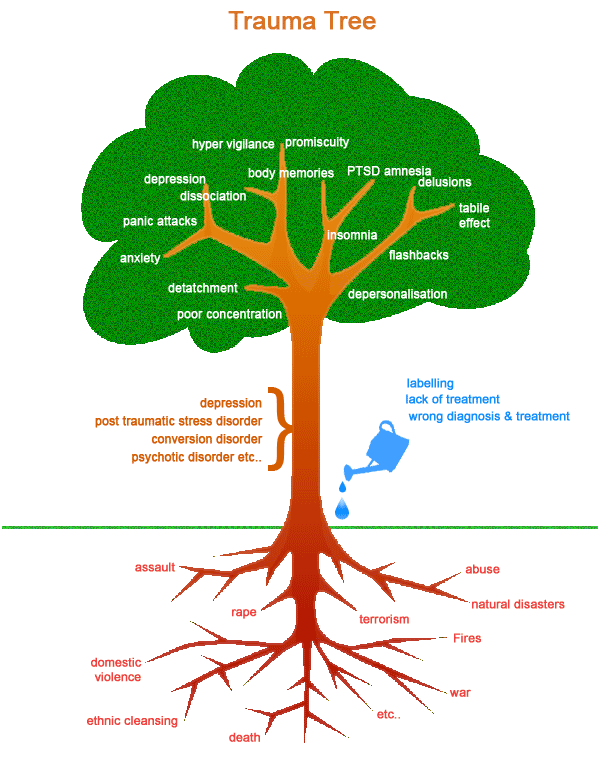 Trauma Tree
hyper vigilance
promiscuity
body memories
PTSD amnesia
depression
delusions
dissociation
tabile
effect
panic attacks
insomnia
flashbacks
anxiety
detatchment
depersonalisation
poor concentration
labelling
lack of treatment
wrong diagnosis & treatment
depression
post traumatic stress disorder
conversion disorder
psychotic disorder etc..
assault
abuse
rape
natural disasters
terrorism
Fires
domestic
violence
war
ethnic cleansing
etc..
death